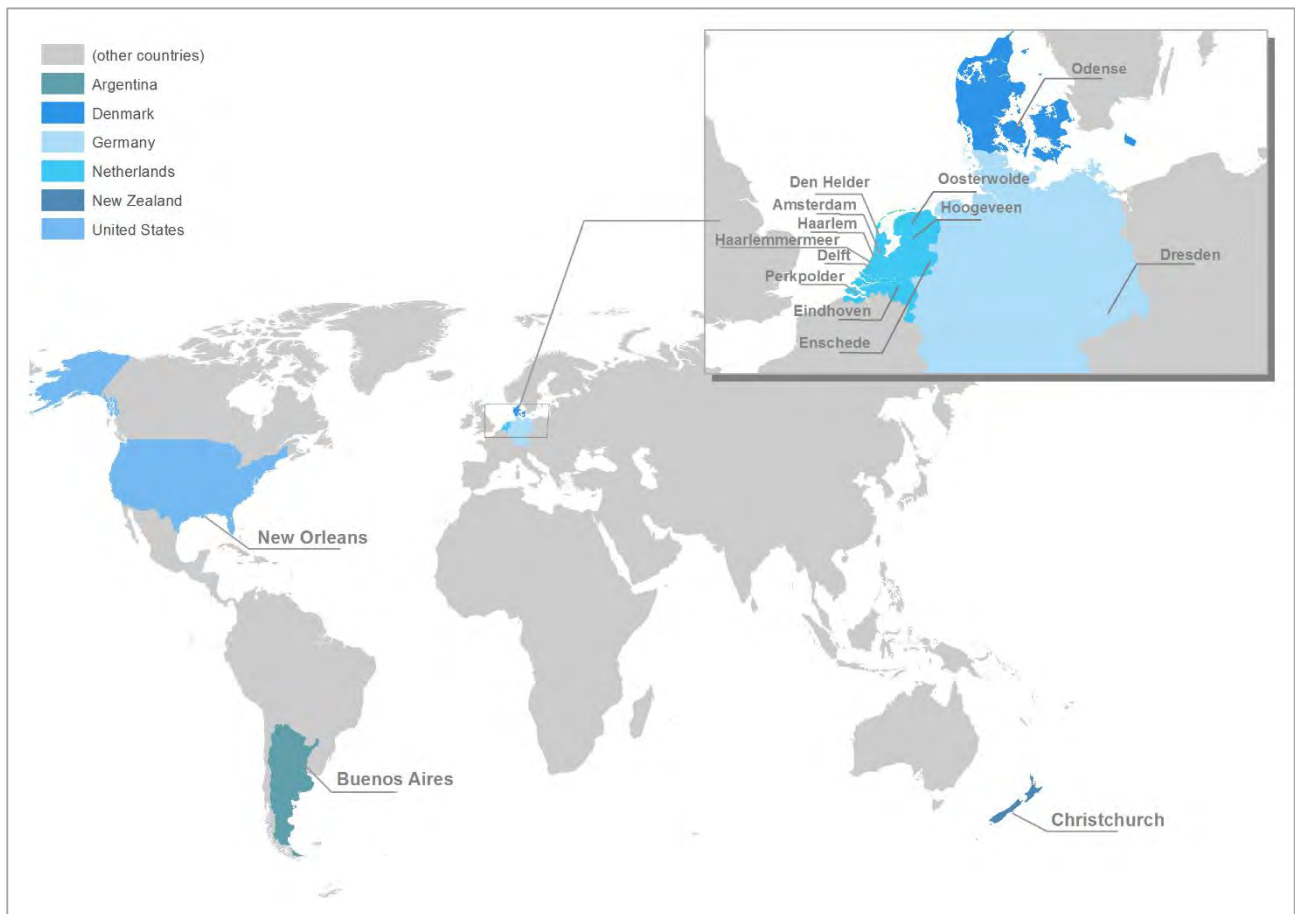 (other countries)
Argentina
Denmark
Germany
Netherlands
New Zealand
United States
Odense
Den Helder
Oosterwolde
Amsterdam
Hoogeveen
Haarlem
Haarlemmermeer
Delft
Dresden
Perkpolder
Eindhoven
Enschede
New Orleans
Buenos Aires
Christchurch